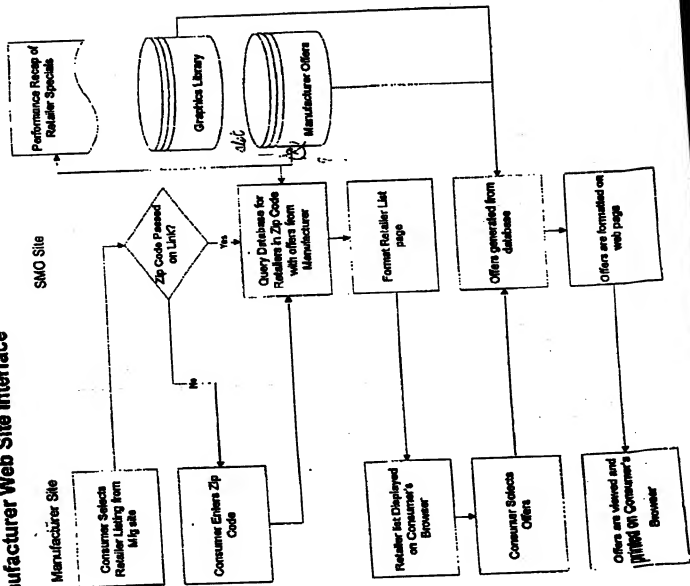 nufacturer Web Site Interface
Manufacturer Site
SMO Site
Consumer Selects
Retailer Listing from
Mfg site
Zip Code Passed
on Link?
Performance Recap of
Retailer Specials
Graphics Library
Manufacturer Offers
Yes
No
Consumer Enters Zip
Code
Query Database for
Retailers in Zip Code
with offers from
Manufacturer
Format Retailer List
page
Retailer list Displayed
on Consumer's
Browser
Consumer Selects
Offers
Offers generated from
database
Offers are formatted on
web page
Offers are viewed and
printed on Consumer's
Browser